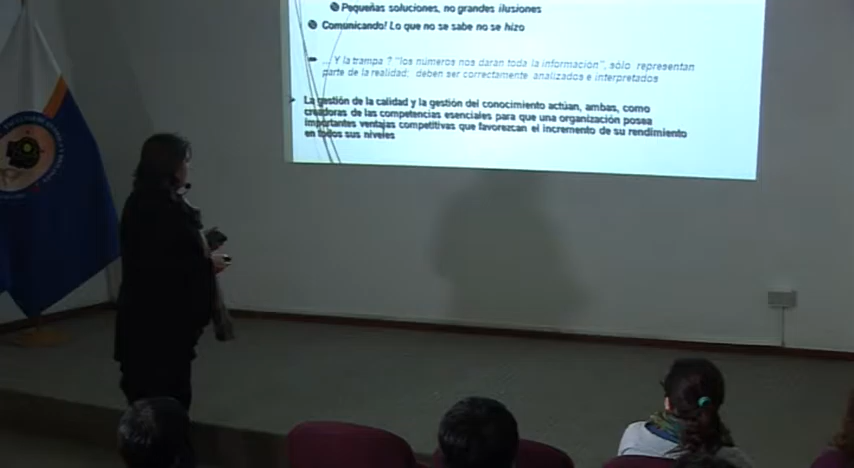 Pequeñas soluciones, no grandes ilusiones
Comunicando! Lo que no se sabe no se hizo
... Y la trampa ? "los números nos daran toda la información", sólo representan
parte de la realidad; deben ser correctamente analizados e interpretados
La gestión de la calidad y la gestión del conocimiento actúan, ambas, como
creadoras de las competencias esenciales para que una organización posea
importantes ventajas competitivas que favorezcan el incremento de su rendimiento
en todos sus niveles